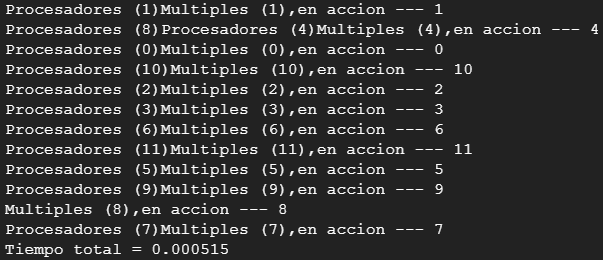 Procesadores (1)Multiples (1),en accion --- 1
Procesadores (8)Procesadores (4)Multiples (4),en accion --- 4
Procesadores (0)Multiples (0),en accion --- 0
Procesadores (10)Multiples (10),en accion --- 10
Procesadores (2)Multiples (2),en accion --- 2
Procesadores (3)Multiples (3),en accion --- 3
Procesadores (6)Multiples (6),en accion --- 6
Procesadores (11)Multiples (11),en accion --- 11
Procesadores (5)Multiples (5),en accion --- 5
Procesadores (9)Multiples (9),en accion --- 9
Multiples (8),en accion --- 8
Procesadores (7)Multiples (7),en accion --- 7
Tiempo total = 0.000515